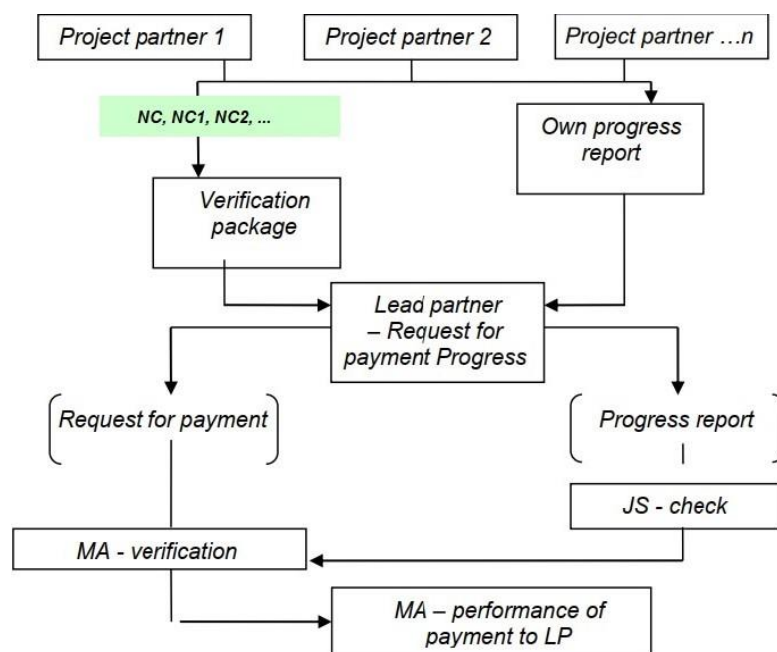 Project partner 1
Project partner 2
Project partner ...n
NC, NC1, NC2, ...
Own progress
report
Verification
package
Lead partner
– Request for
payment Progress
Request for payment
Progress report
JS - check
MA - verification
MA – performance of
payment to LP